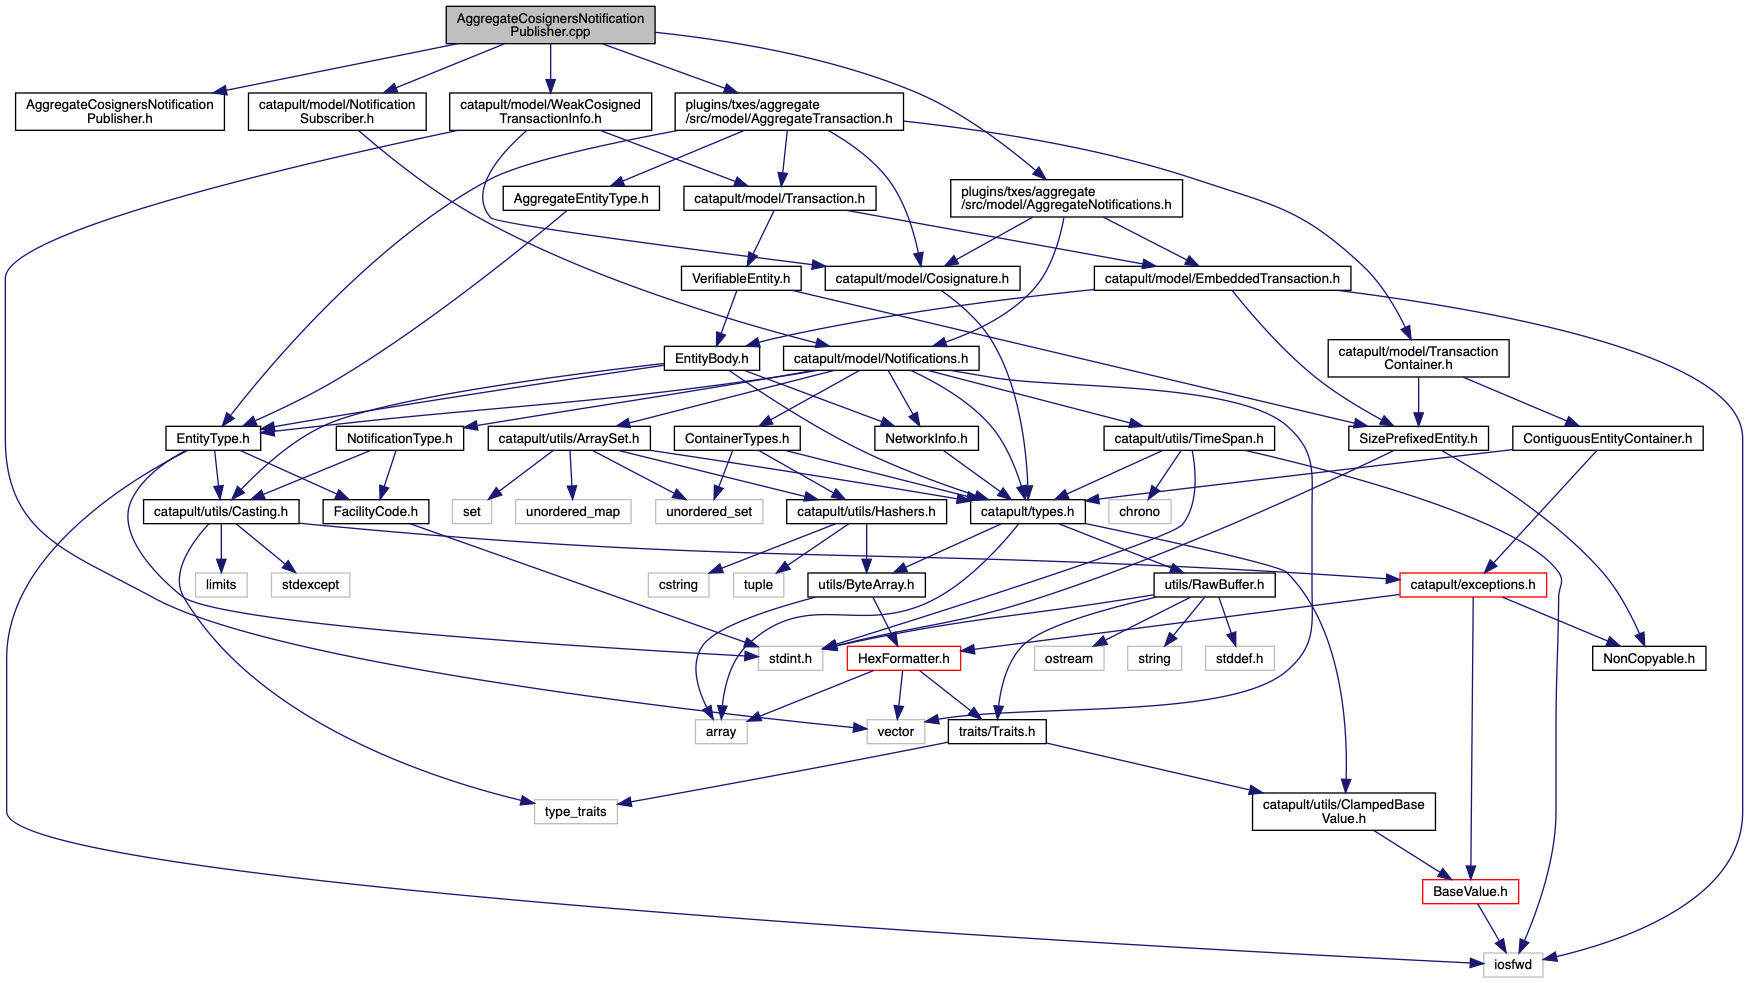 AggregateCosignersNotification
Publisher.cpp
AggregateCosignersNotification
Publisher.h
catapult/model/Notification
Subscriber.h
catapult/model/WeakCosigned
TransactionInfo.h
plugins/txes/aggregate
/src/model/AggregateTransaction.h
AggregateEntityType.h
catapult/model/Transaction.h
plugins/txes/aggregate
/src/model/AggregateNotifications.h
VerifiableEntity.h
catapult/model/Cosignature.h
catapult/model/EmbeddedTransaction.h
EntityBody.h
catapult/model/Notifications.h
catapult/model/Transaction
Container.h
EntityType.h
NotificationType.h
catapult/utils/ArraySet.h
ContainerTypes.h
NetworkInfo.h
catapult/utils/TimeSpan.h
SizePrefixedEntity.h
ContiguousEntityContainer.h
catapult/utils/Casting.h
FacilityCode.h
set
unordered_map
unordered_set
catapult/utils/Hashers.h
catapult/types.h
chrono
limits
stdexcept
cstring
tuple
utils/ByteArray.h
utils/RawBuffer.h
catapult/exceptions.h
stdint.h
HexFormatter.h
ostream
string
stddef.h
NonCopyable.h
array
vector
traits/Traits.h
type_traits
catapult/utils/ClampedBase
Value.h
BaseValue.h
iosfwd